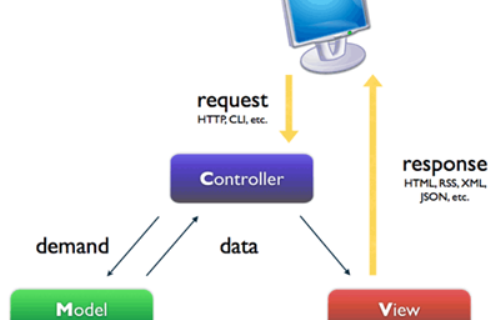 request
HTTP, CLI, etc.
Controller
response
HTML, RSS, XML,
JSON, etc.
demand
data
Model
View